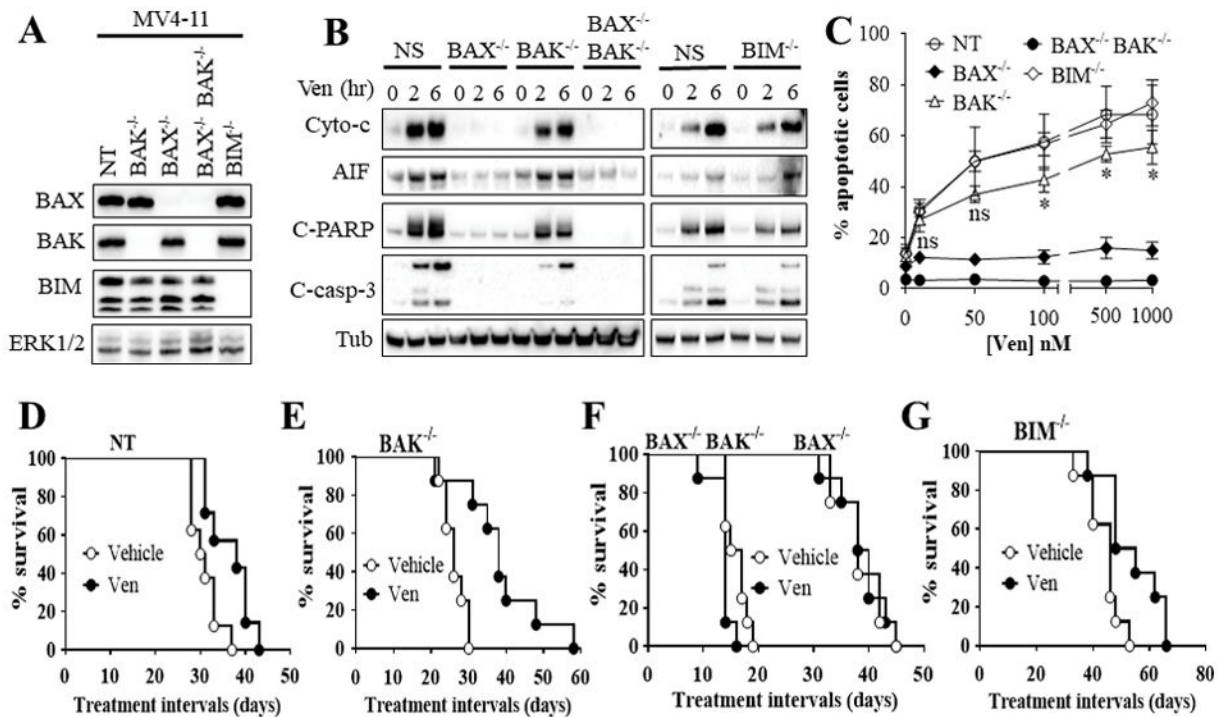 A
MV4-11
NT
BAK-/-
BAX-/-
BAX-/- BAK-/-
BIM-/-
BAX
BAK
BIM
ERK1/2
B
NS BAX-/- BAK-/- BAX-/- BAK-/- NS BIM-/-
Ven (hr) 0 2 6 0 2 6 0 2 6 0 2 6 0 2 6 0 2 6
Cyto-c
AIF
C-PARP
C-casp-3
Tub
C
NT
BAX-/- BAK-/-
BAX-/-
BIM-/-
BAK-/-
% apoptotic cells
100
80
60
40
20
0
ns
ns
*
*
*
0 50 100 500 1000
[Ven] nM
D
NT
% survival
100
80
60
40
20
0
Vehicle
Ven
0 10 20 30 40 50
Treatment intervals (days)
E
BAK-/-
% survival
100
80
60
40
20
0
Vehicle
Ven
0 10 20 30 40 50 60
Treatment intervals (days)
F
BAX-/- BAK-/- BAX-/-
% survival
100
80
60
40
20
0
Vehicle
Ven
0 10 20 30 40 50
Treatment intervals (days)
G
BIM-/-
% survival
100
80
60
40
20
0
Vehicle
Ven
0 20 40 60 80
Treatment intervals (days)